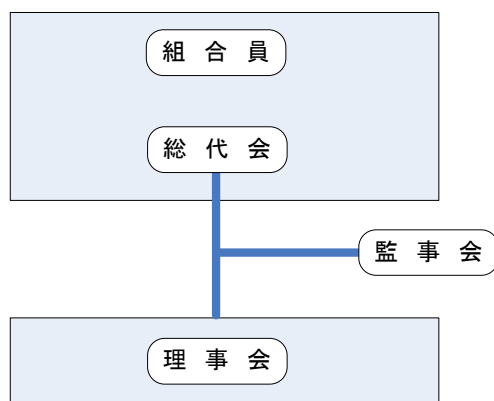 組 合 員
総 代 会
監 事 会
理 事 会